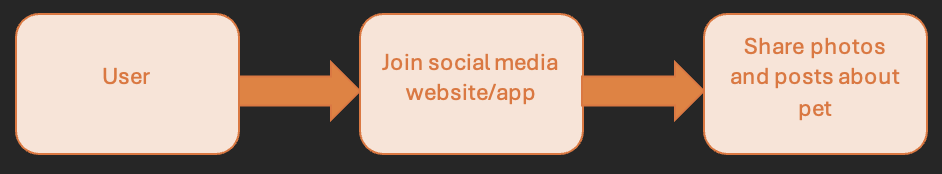 User
Join social media
website/app
Share photos
and posts about
pet